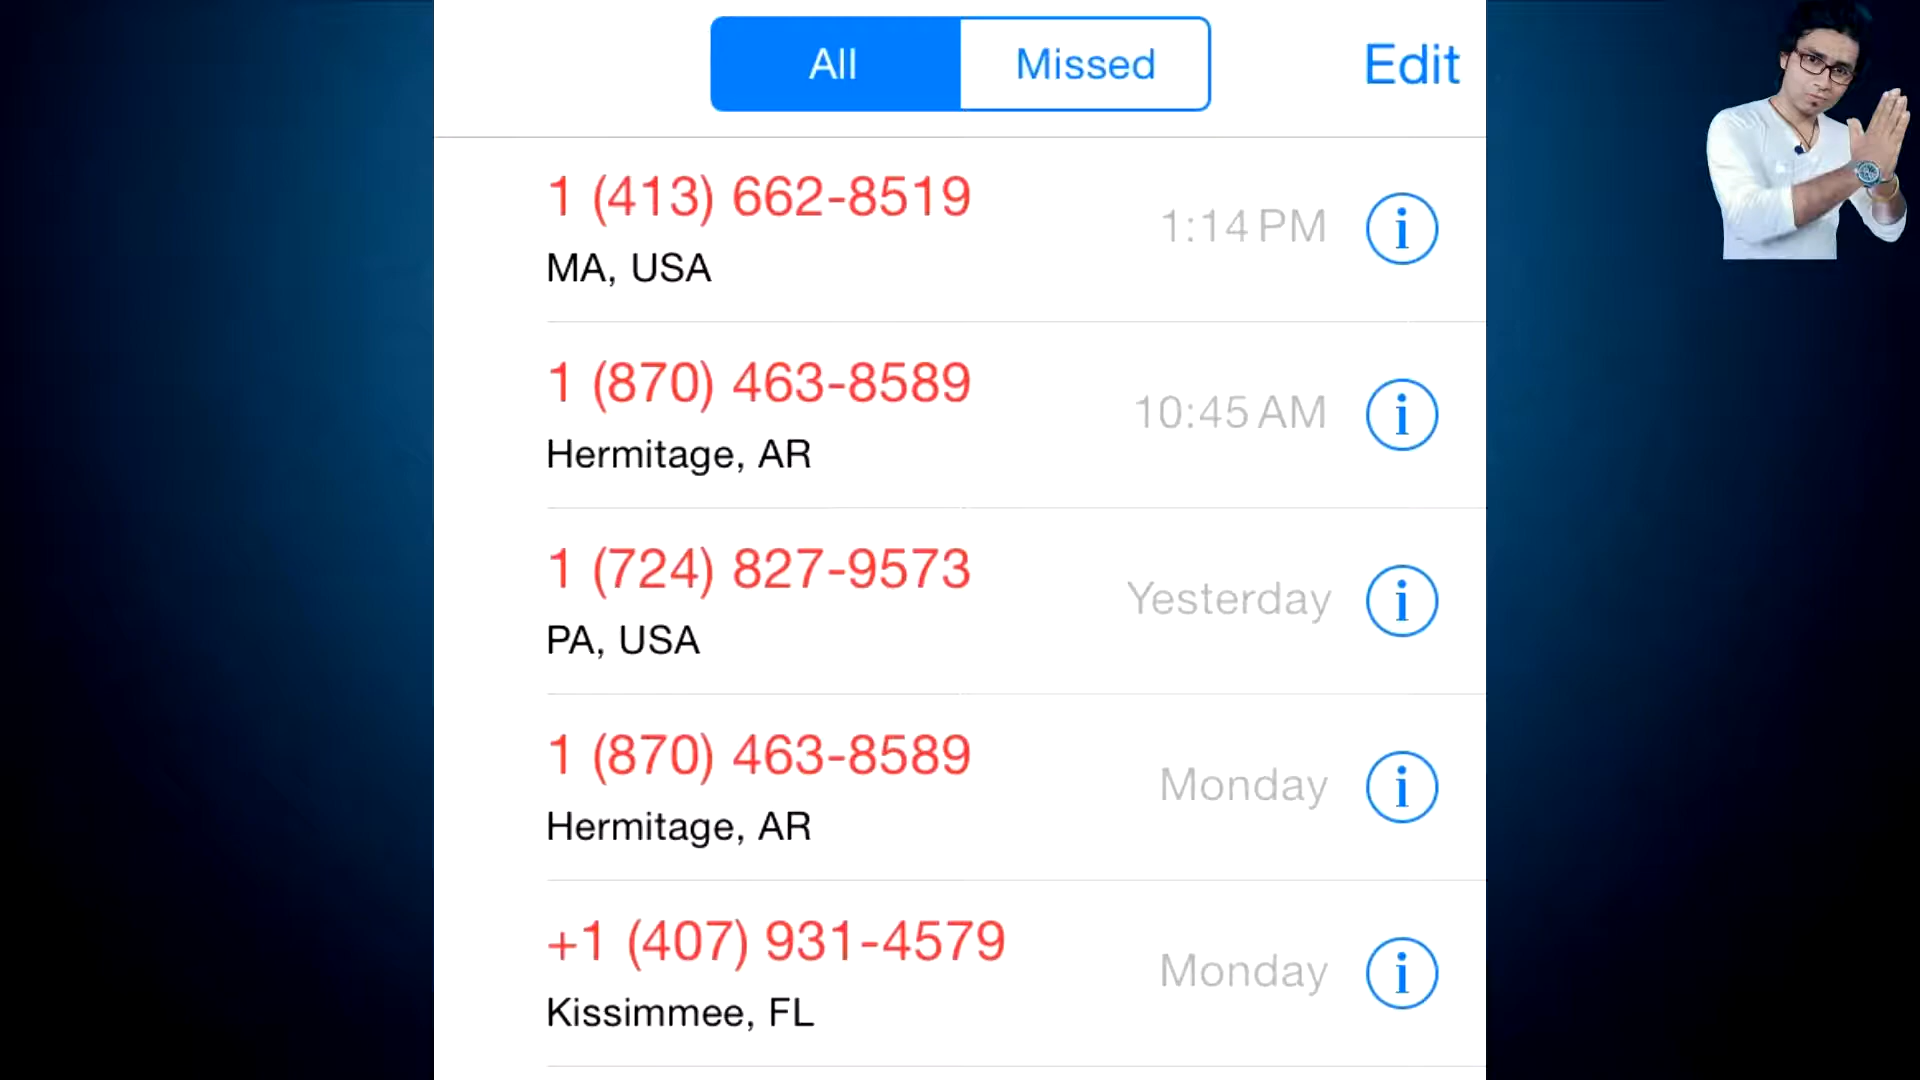 All Missed Edit
1 (413) 662-8519
1:14 PM
MA, USA
1 (870) 463-8589
10:45 AM
Hermitage, AR
1 (724) 827-9573
Yesterday
PA, USA
1 (870) 463-8589
Monday
Hermitage, AR
+1 (407) 931-4579
Monday
Kissimmee, FL